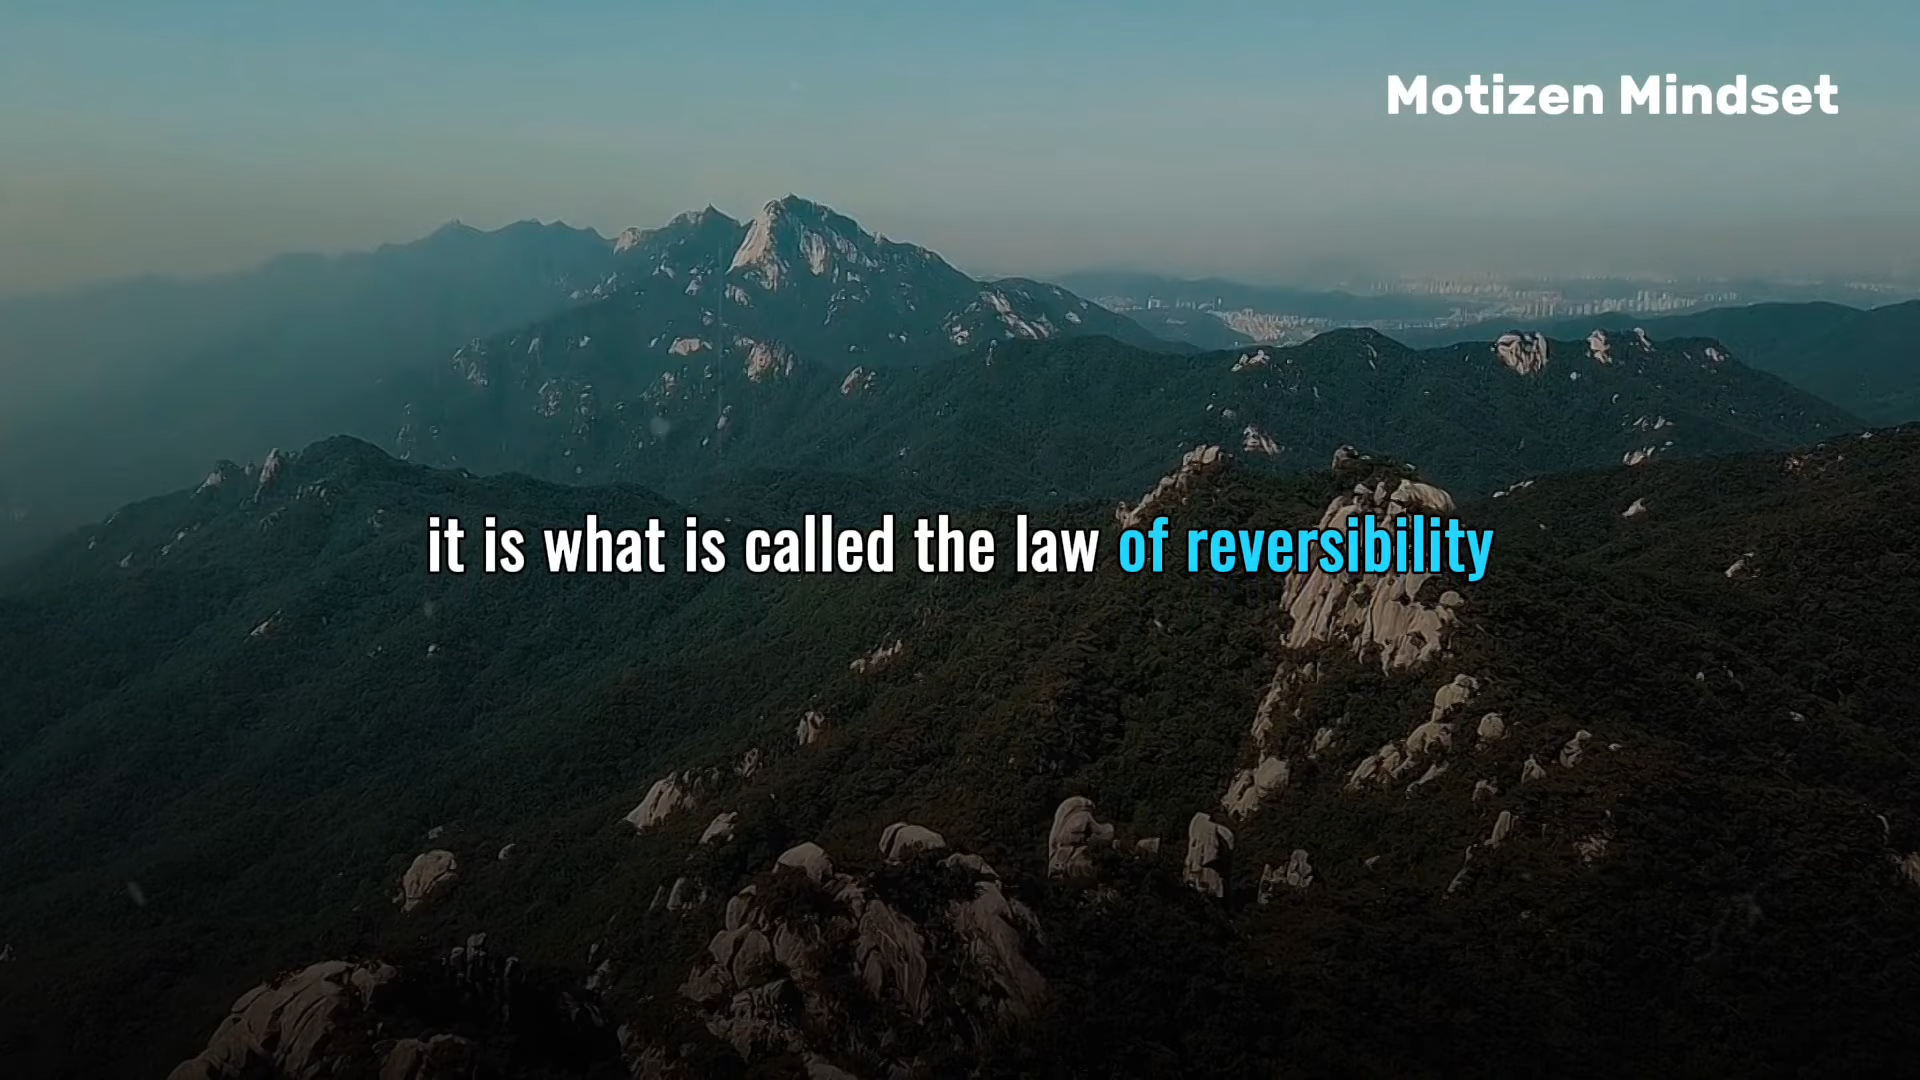 Motizen Mindset
it is what is called the law of reversibility